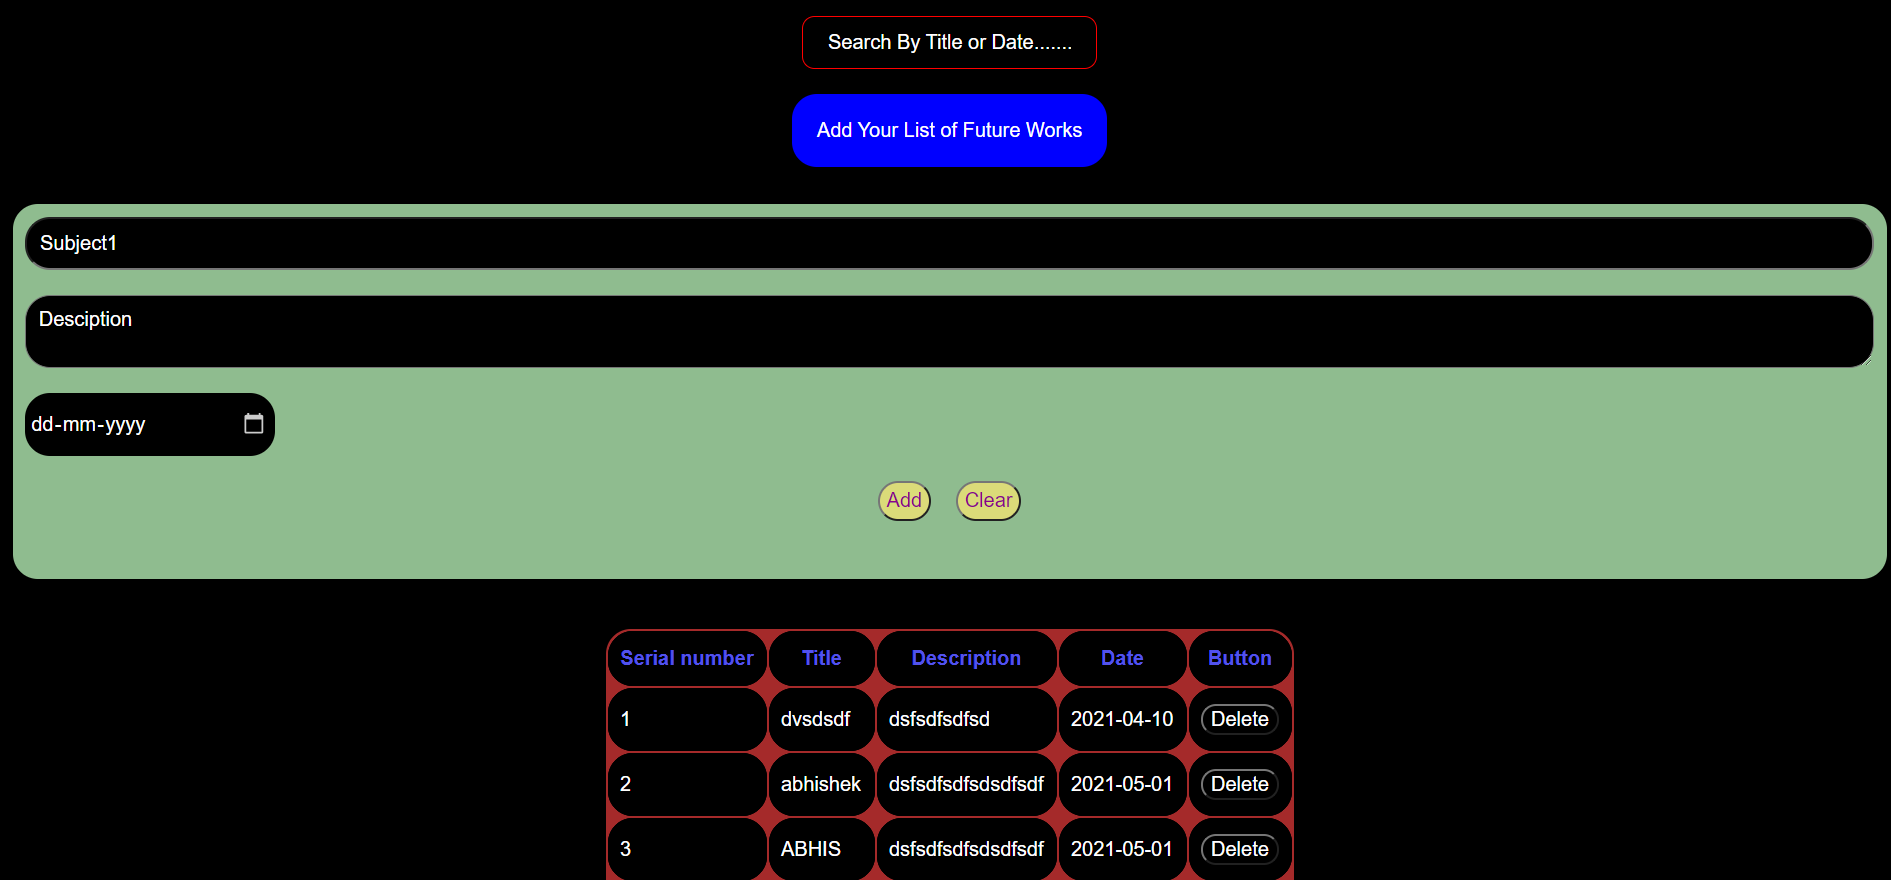 Search By Title or Date.......
Add Your List of Future Works
Subject1
Desciption
dd-mm-yyyy
Add Clear
Serial number Title Description Date Button
1 dvsdsdf dsfsdfsdfsd 2021-04-10 Delete
2 abhishek dsfsdfsdfsdsdfsdf 2021-05-01 Delete
3 ABHIS dsfsdfsdfsdsdfsdf 2021-05-01 Delete